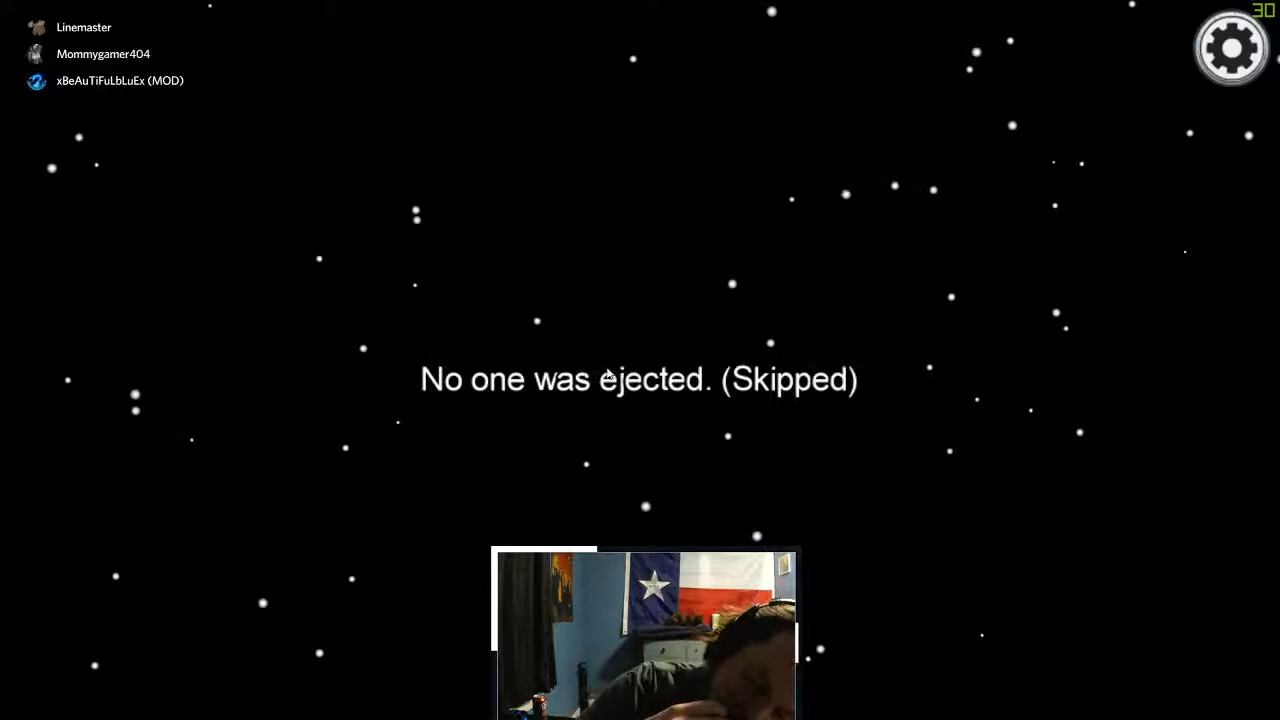 30
Linemaster
Mommygamer404
xBeAuTiFuLbLuEx (MOD)
No one was ejected. (Skipped)